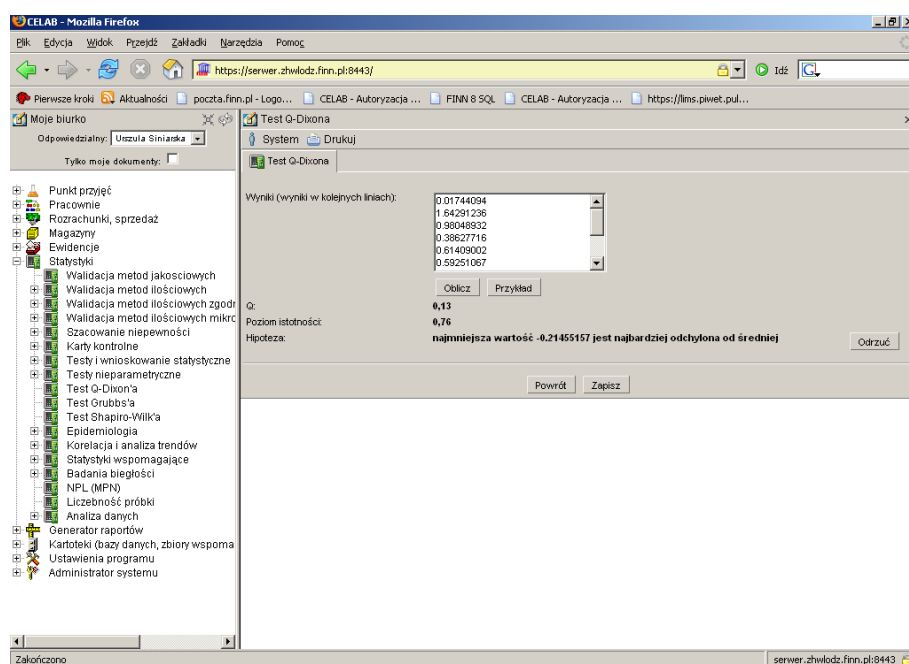 CELAB - Mozilla Firefox
Plik Edycja Widok Przejdź Zakładki Narzędzia Pomoc
https://serwer.zhwlodz.finn.pl:8443/ Idź
Pierwsze kroki Aktualności poczta.finn.pl - Logo... CELAB - Autoryzacja ... FINN 8 SQL CELAB - Autoryzacja ... https://lims.piwet.pul...
Moje biurko
Odpowiedzialny: Urszula Siniarska
Tylko moje dokumenty:
Punkt przyjęć
Pracownie
Rozrachunki, sprzedaż
Magazyny
Ewidencje
Statystyki
Walidacja metod jakosciowych
Walidacja metod ilościowych
Walidacja metod ilościowych zgodn
Walidacja metod ilościowych mikro
Szacowanie niepewności
Karty kontrolne
Testy i wnioskowanie statystyczne
Testy nieparametryczne
Test Q-Dixon'a
Test Grubbs'a
Test Shapiro-Wilk'a
Epidemiologia
Korelacja i analiza trendów
Statystyki wspomagające
Badania biegłości
NPL (MPN)
Liczebność próbki
Analiza danych
Generator raportów
Kartoteki (bazy danych, zbiory wspoma
Ustawienia programu
Administrator systemu
Test Q-Dixona
System Drukuj
Test Q-Dixona
Wyniki (wyniki w kolejnych liniach):
0.01744094
1.64291236
0.98048932
0.38627716
0.61409002
0.59251067
Oblicz Przykład
Q: 0,13
Poziom istotności: 0,76
Hipoteza: najmniejsza wartość -0.21455157 jest najbardziej odchylona od średniej
Odrzuć
Powrót Zapisz
Zakończono serwer.zhwlodz.finn.pl:8443